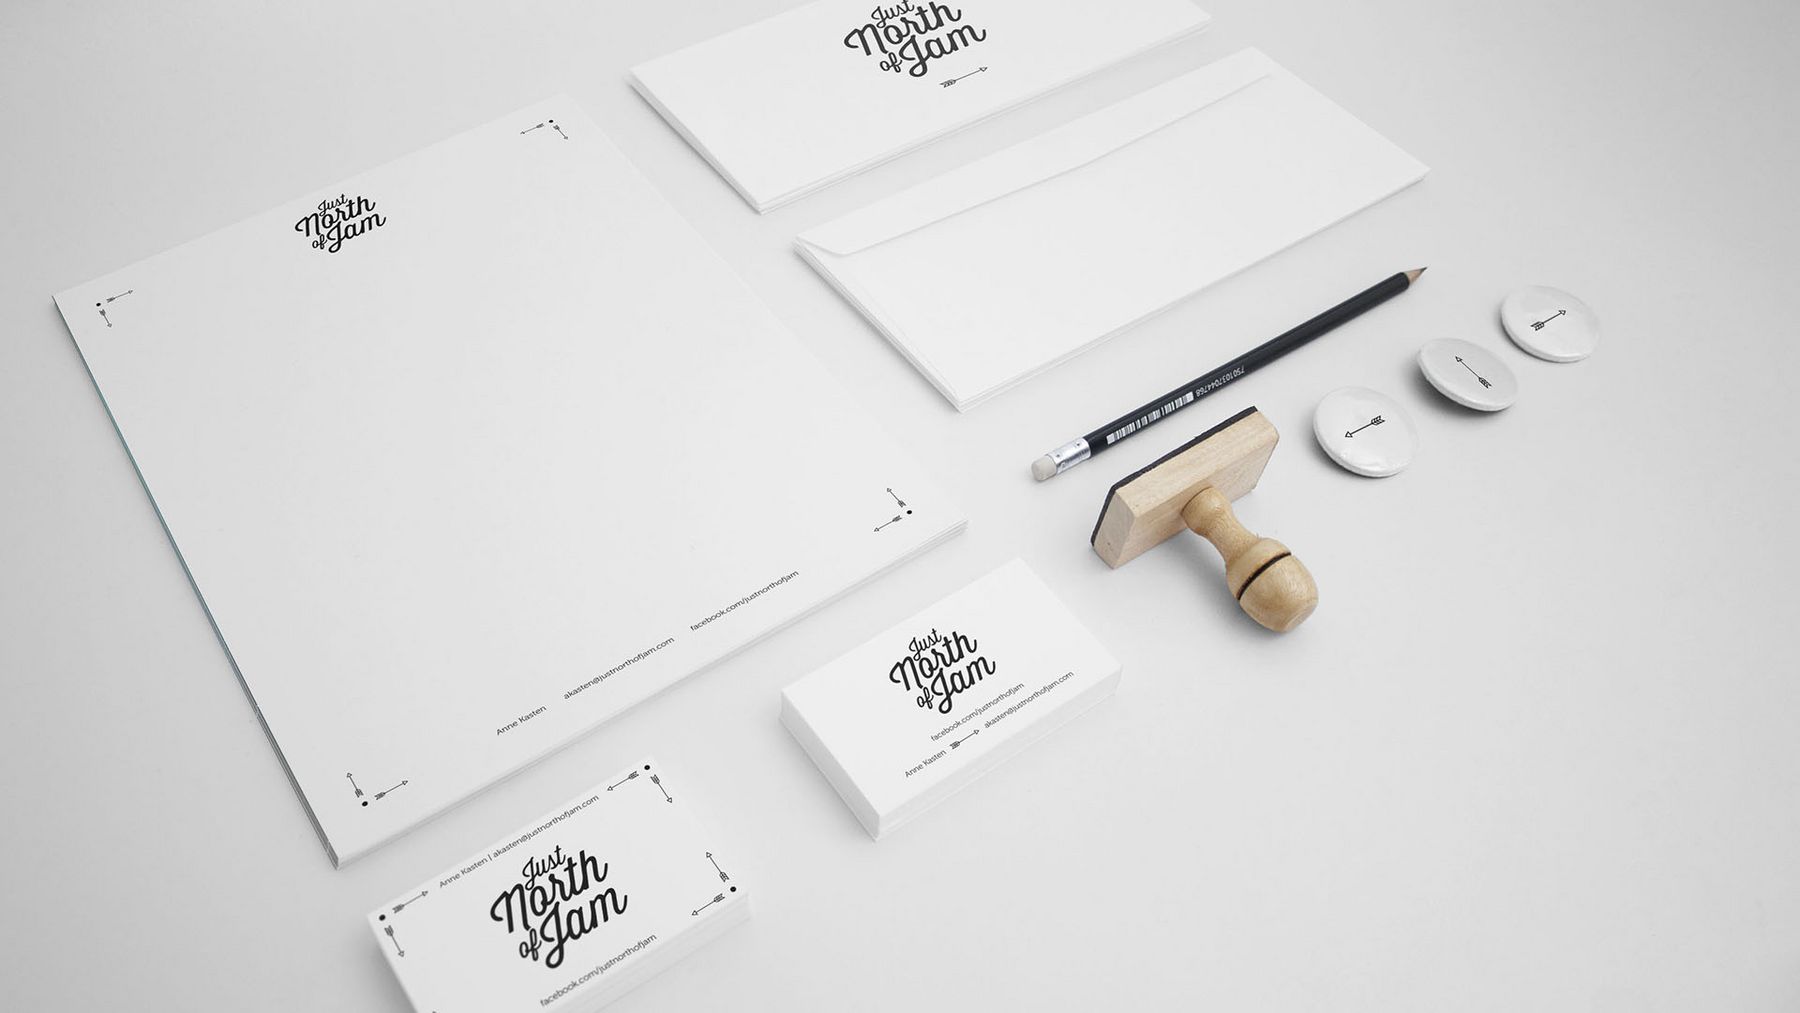 Just
North
of Jam
Just
North
of Jam
Anne Kasten akasten@justnorthofjam.com facebook.com/justnorthofjam
7501037044768
Just
North
of Jam
facebook.com/justnorthofjam
Anne Kasten akasten@justnorthofjam.com
Anne Kasten | akasten@justnorthofjam.com
Just
North
of Jam
facebook.com/justnorthofjam